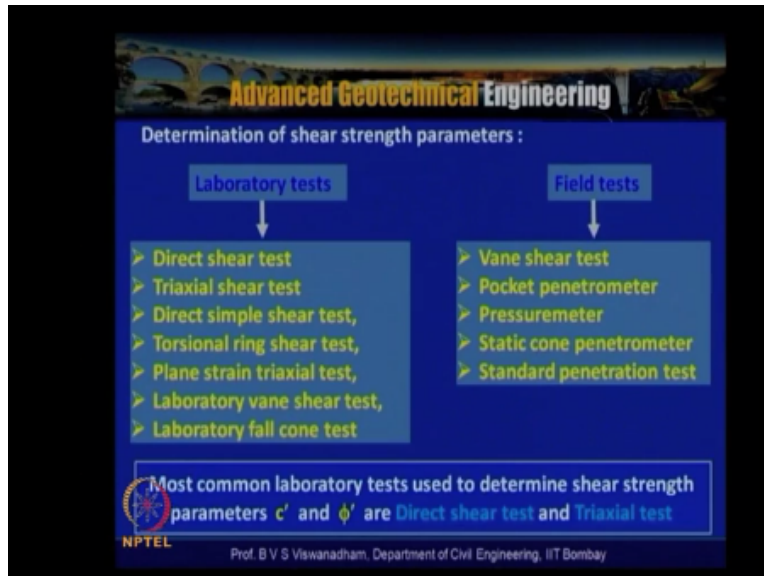 Advanced Geotechnical Engineering
Determination of shear strength parameters :
Laboratory tests
➢ Direct shear test
➢ Triaxial shear test
➢ Direct simple shear test,
➢ Torsional ring shear test,
➢ Plane strain triaxial test,
➢ Laboratory vane shear test,
➢ Laboratory fall cone test
Field tests
➢ Vane shear test
➢ Pocket penetrometer
➢ Pressuremeter
➢ Static cone penetrometer
➢ Standard penetration test
Most common laboratory tests used to determine shear strength
parameters c′ and ϕ′ are Direct shear test and Triaxial test
NPTEL
Prof. B V S Viswanadham, Department of Civil Engineering, IIT Bombay